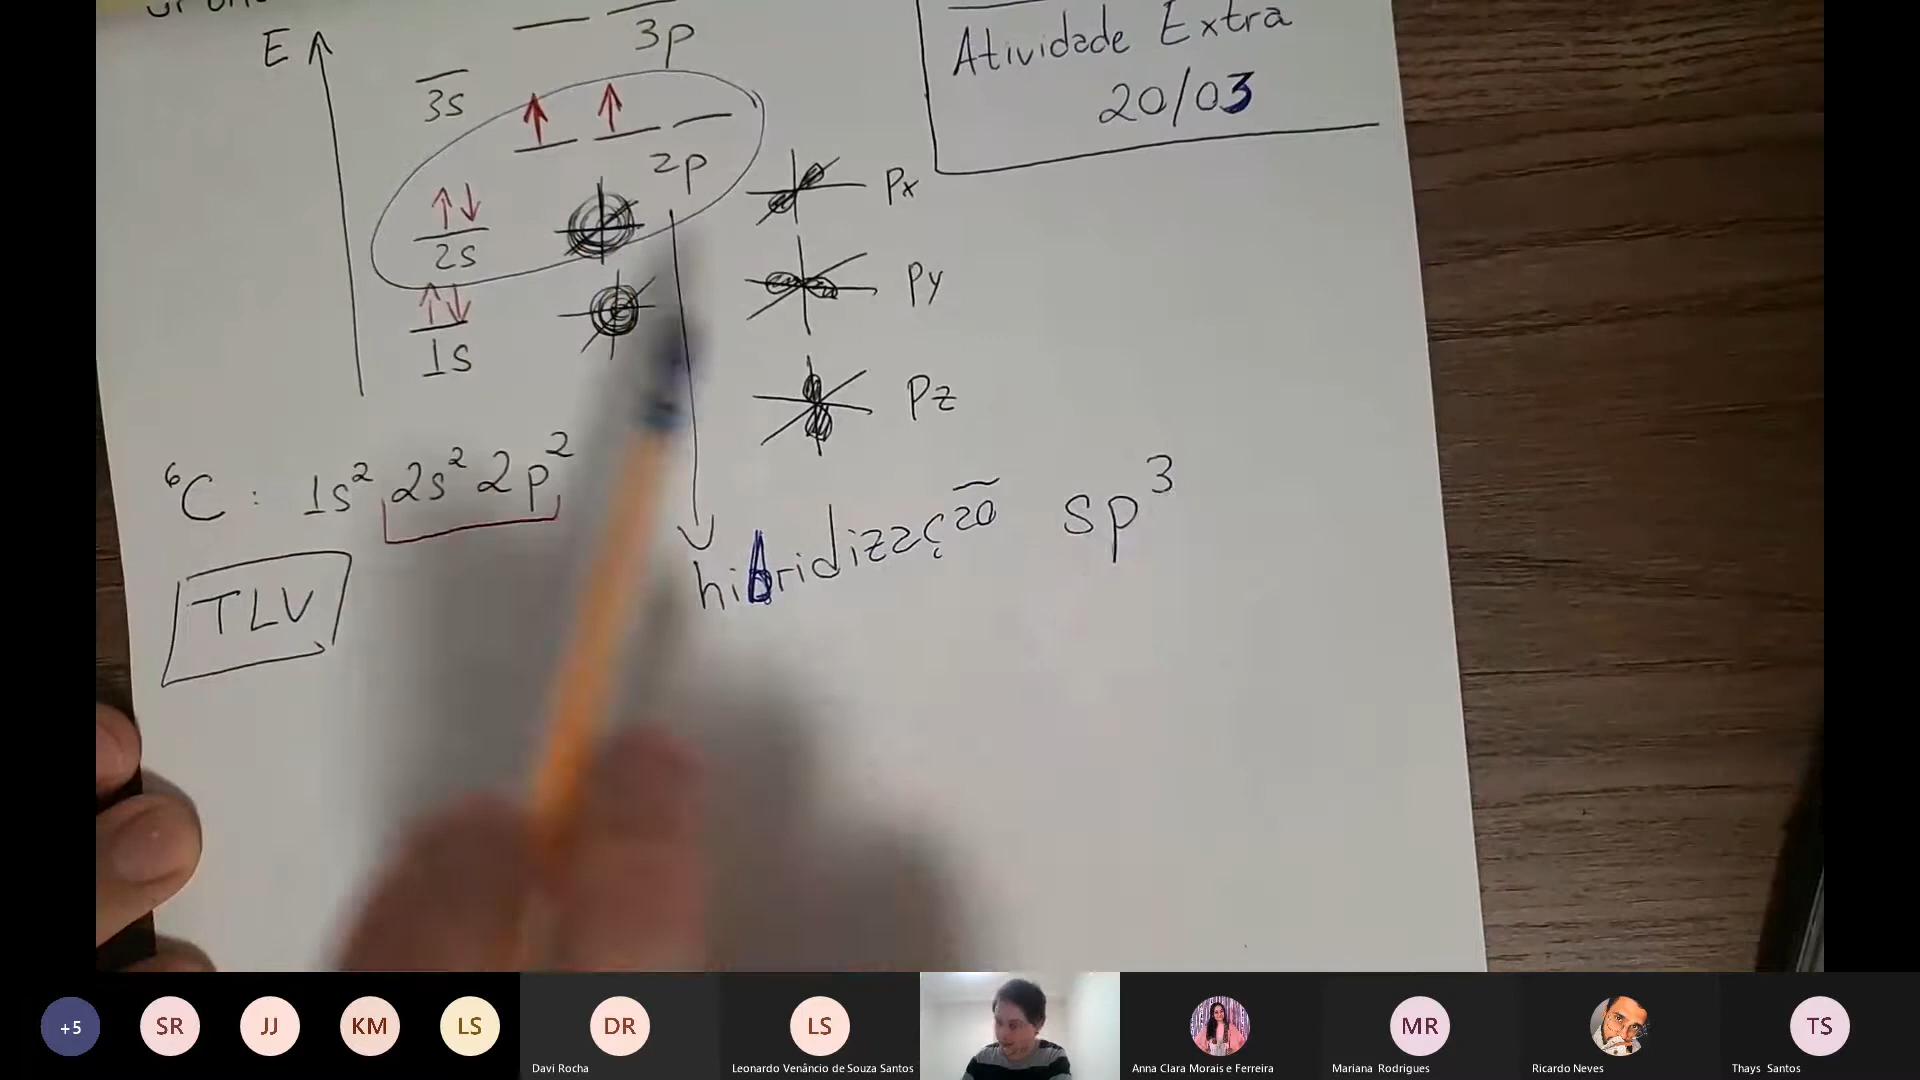 E
3p
3s
2p
2s
1s
Atividade Extra
20/03
Px
Py
Pz
⁶C : 1s² 2s² 2p²
hibridização sp³
TLV
+5
SR
JJ
KM
LS
DR
Davi Rocha
LS
Leonardo Venâncio de Souza Santos
Anna Clara Morais e Ferreira
MR
Mariana Rodrigues
Ricardo Neves
TS
Thays Santos